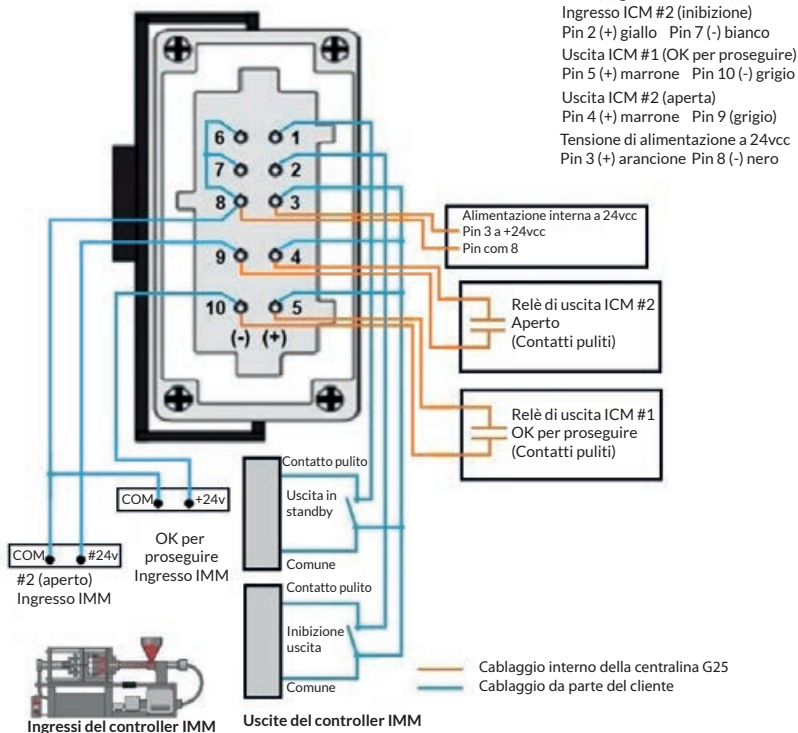 Ingresso ICM #2 (inibizione)
Pin 2 (+) giallo Pin 7 (-) bianco
Uscita ICM #1 (OK per proseguire)
Pin 5 (+) marrone Pin 10 (-) grigio
Uscita ICM #2 (aperta)
Pin 4 (+) marrone Pin 9 (grigio)
Tensione di alimentazione a 24vcc
Pin 3 (+) arancione Pin 8 (-) nero
6 1
7 2
8 3
9 4
10 5
(-) (+)
Alimentazione interna a 24vcc
Pin 3 a +24vcc
Pin com 8
Relè di uscita ICM #2
Aperto
(Contatti puliti)
Relè di uscita ICM #1
OK per proseguire
(Contatti puliti)
COM +24v
OK per
proseguire
Ingresso IMM
COM #24v
#2 (aperto)
Ingresso IMM
Contatto pulito
Uscita in
standby
Comune
Contatto pulito
Inibizione
uscita
Comune
Cablaggio interno della centralina G25
Cablaggio da parte del cliente
Ingressi del controller IMM
Uscite del controller IMM